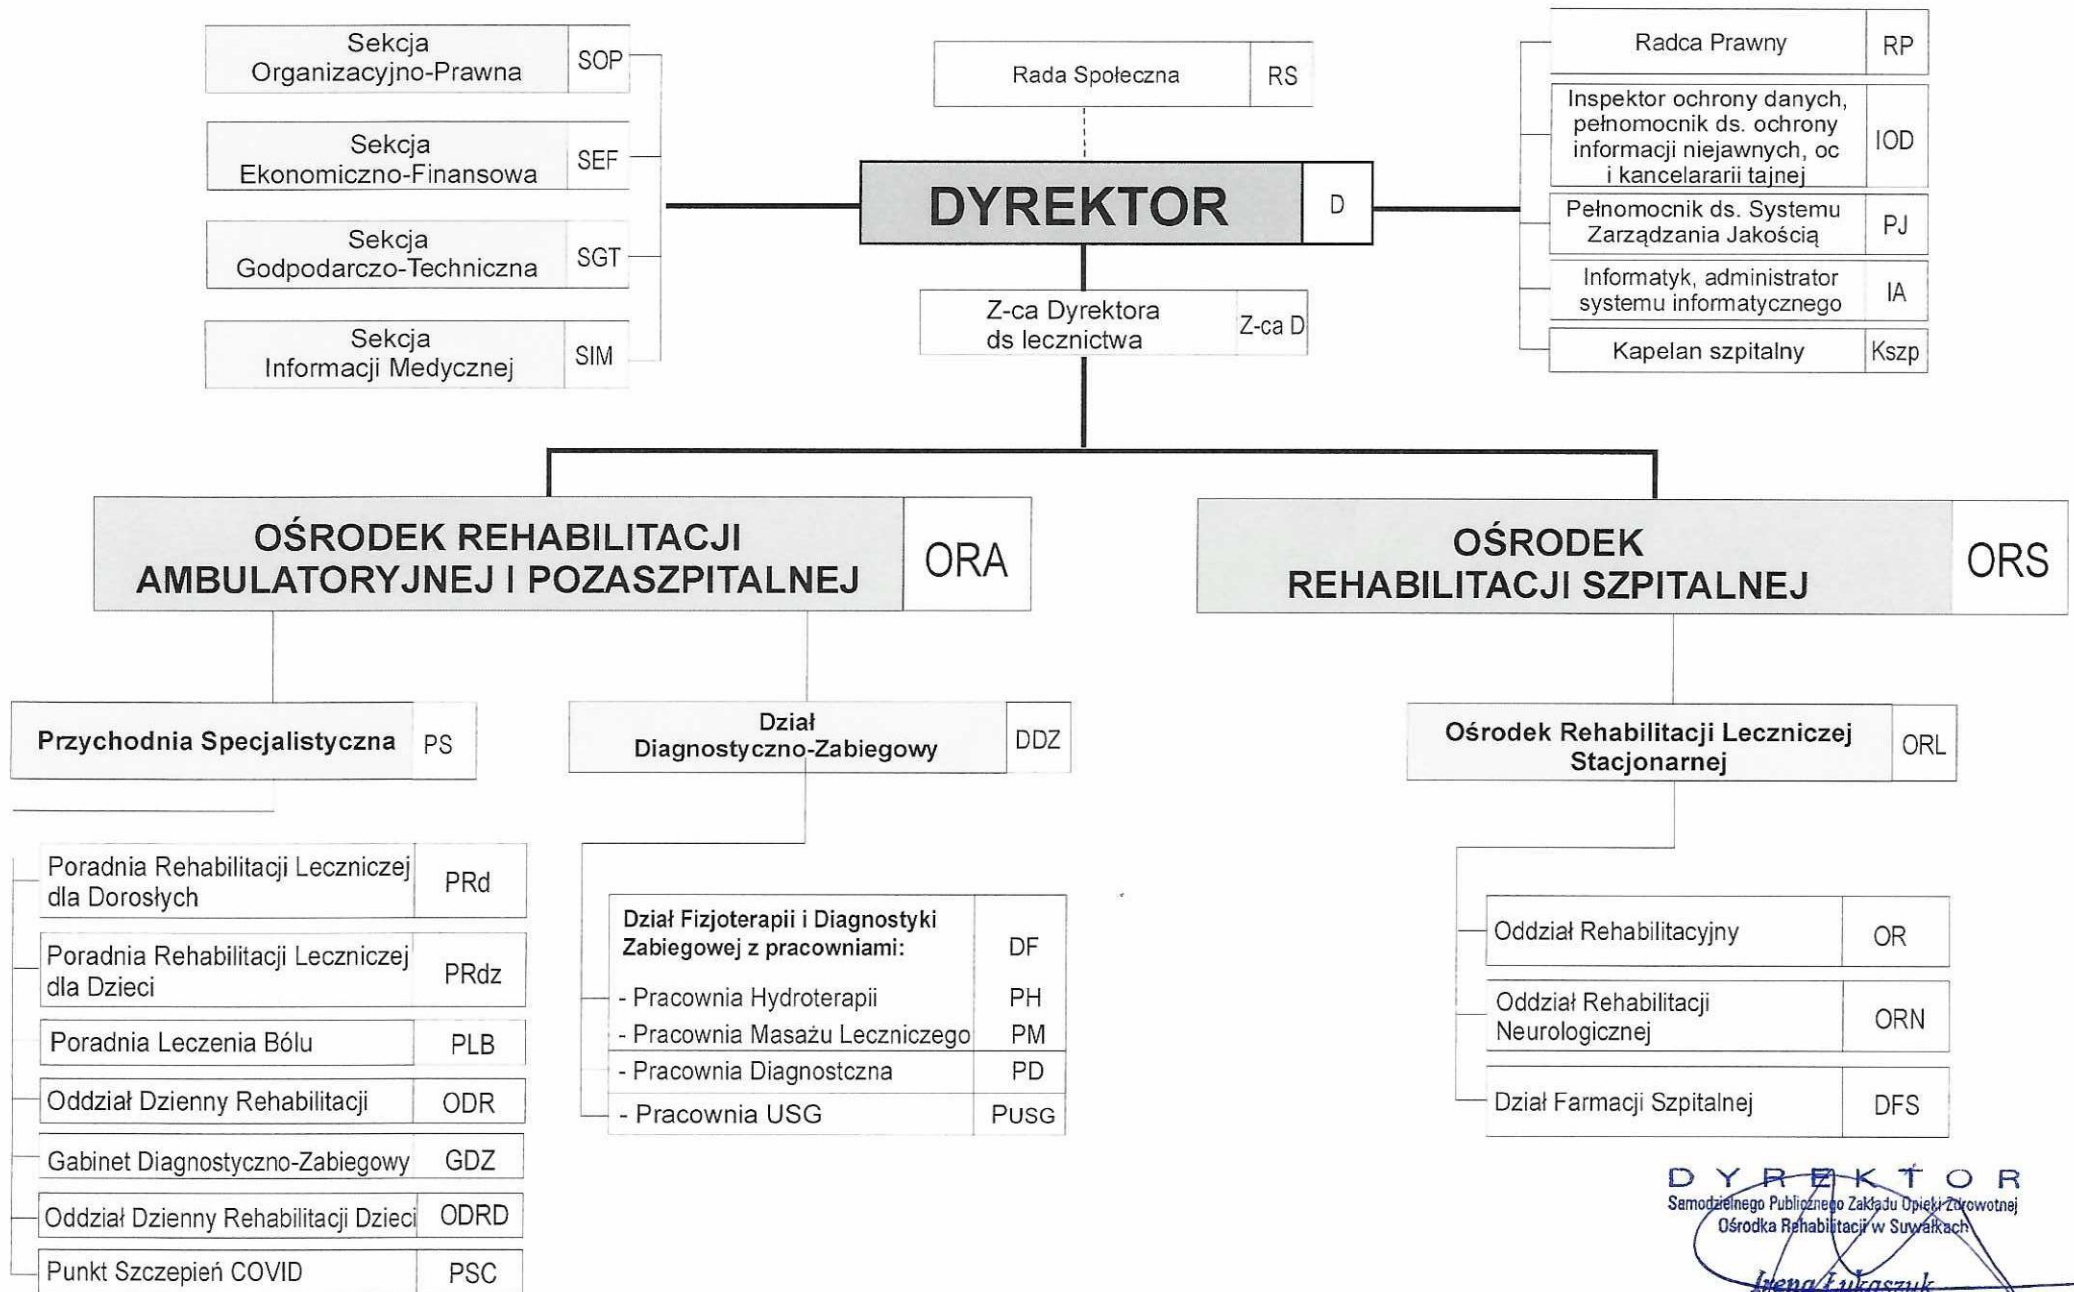 Sekcja
Organizacyjno-Prawna
SOP
Sekcja
Ekonomiczno-Finansowa
SEF
Sekcja
Godpodarczo-Techniczna
SGT
Sekcja
Informacji Medycznej
SIM
Rada Społeczna
RS
DYREKTOR
D
Z-ca Dyrektora
ds lecznictwa
Z-ca D
Radca Prawny
RP
Inspektor ochrony danych,
pełnomocnik ds. ochrony
informacji niejawnych, oc
i kancelararii tajnej
IOD
Pełnomocnik ds. Systemu
Zarządzania Jakością
PJ
Informatyk, administrator
systemu informatycznego
IA
Kapelan szpitalny
Kszp
OŚRODEK REHABILITACJI
AMBULATORYJNEJ I POZASZPITALNEJ
ORA
OŚRODEK
REHABILITACJI SZPITALNEJ
ORS
Przychodnia Specjalistyczna
PS
Dział
Diagnostyczno-Zabiegowy
DDZ
Ośrodek Rehabilitacji Leczniczej
Stacjonarnej
ORL
Poradnia Rehabilitacji Leczniczej
dla Dorosłych
PRd
Poradnia Rehabilitacji Leczniczej
dla Dzieci
PRdz
Poradnia Leczenia Bólu
PLB
Oddział Dzienny Rehabilitacji
ODR
Gabinet Diagnostyczno-Zabiegowy
GDZ
Oddział Dzienny Rehabilitacji Dzieci
ODRD
Punkt Szczepień COVID
PSC
Dział Fizjoterapii i Diagnostyki
Zabiegowej z pracowniami:
DF
- Pracownia Hydroterapii
PH
- Pracownia Masażu Leczniczego
PM
- Pracownia Diagnostczna
PD
- Pracownia USG
PUSG
Oddział Rehabilitacyjny
OR
Oddział Rehabilitacji
Neurologicznej
ORN
Dział Farmacji Szpitalnej
DFS
DYREKTOR
Samodzielnego Publicznego Zakładu Opieki Zdrowotnej
Ośrodka Rehabilitacji w Suwałkach
Irena Łukaszuk